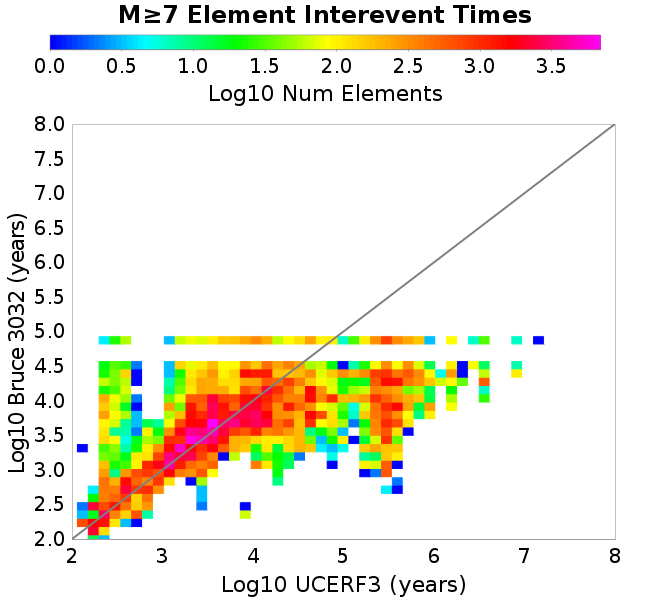 M≥7 Element Interevent Times
0.0 0.5 1.0 1.5 2.0 2.5 3.0 3.5
Log10 Num Elements
8.0
7.5
7.0
6.5
6.0
5.5
5.0
4.5
4.0
3.5
3.0
2.5
2.0
Log10 Bruce 3032 (years)
2 3 4 5 6 7 8
Log10 UCERF3 (years)